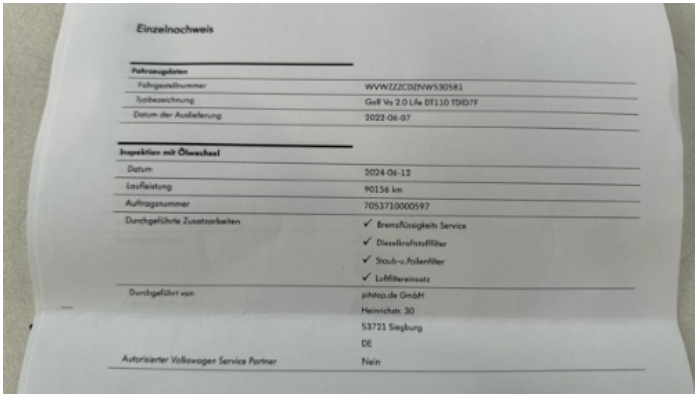 Einzelnachweis
Fahrzeugdaten
Fahrgestellnummer WVWZZZCDZNW530581
Typbezeichnung Golf Va 2.0 Life DT110 TDID7F
Datum der Auslieferung 2022-06-07
Inspektion mit Ölwechsel
Datum 2024-06-12
Laufleistung 90156 km
Auftragsnummer 7053710000597
Durchgeführte Zusatzarbeiten ✓ Bremsflüssigkeits Service
✓ Dieselkraftstofffilter
✓ Staub-u.Pollenfilter
✓ Luftfiltereinsatz
Durchgeführt von pitstop.de GmbH
Heinrichstr. 30
53721 Siegburg
DE
Autorisierter Volkswagen Service Partner Nein